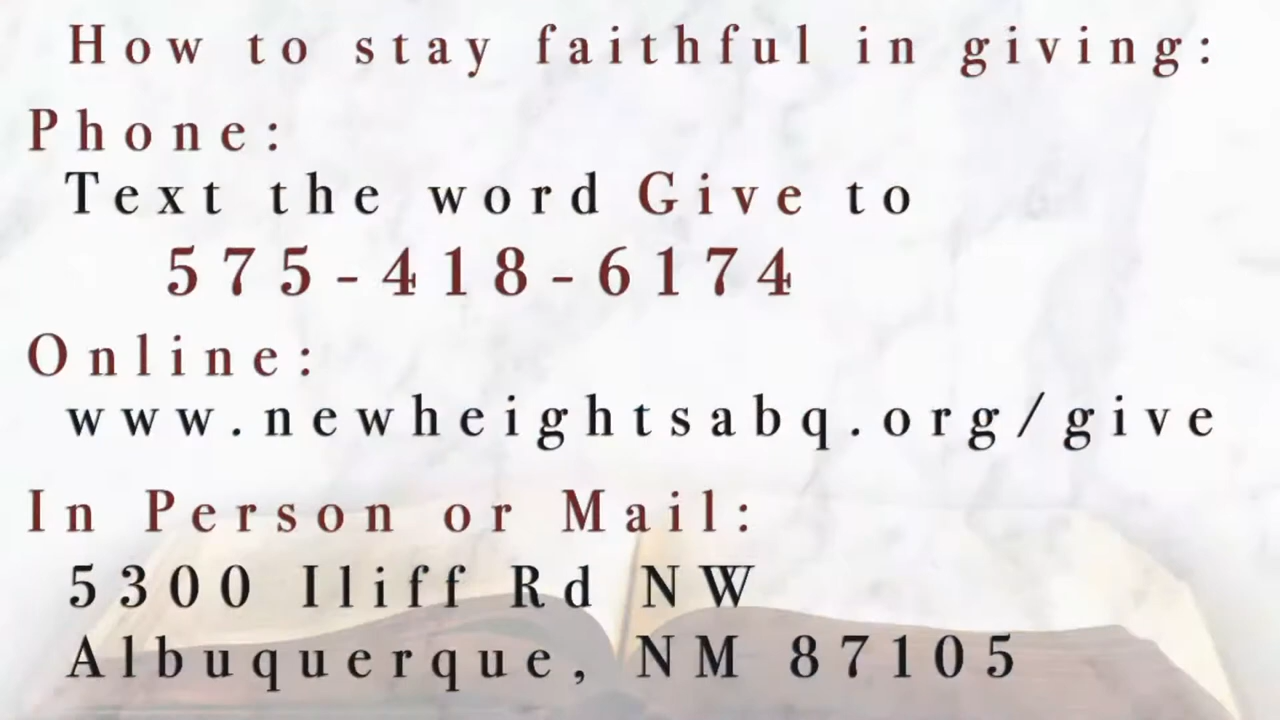 How to stay faithful in giving:
Phone:
Text the word Give to
575-418-6174
Online:
www.newheightsabq.org/give
In Person or Mail:
5300 Iliff Rd NW
Albuquerque, NM 87105